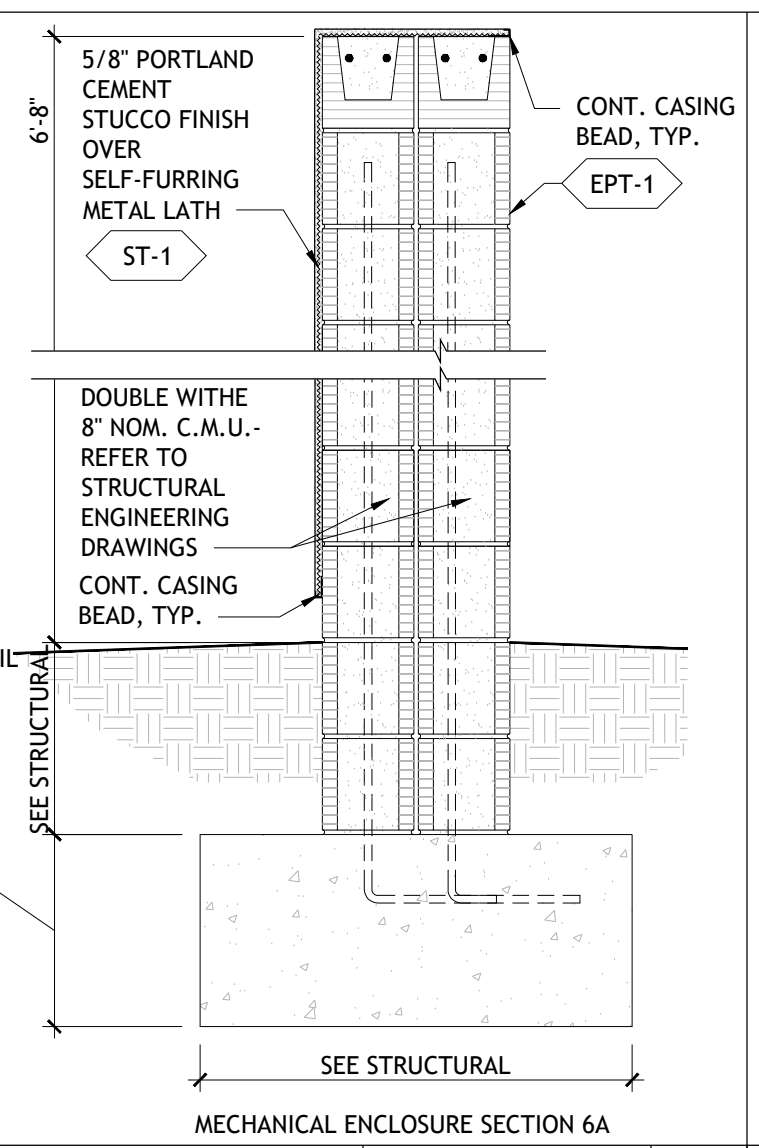 6'-8"
5/8" PORTLAND
CEMENT
STUCCO FINISH
OVER
SELF-FURRING
METAL LATH
ST-1
CONT. CASING
BEAD, TYP.
EPT-1
DOUBLE WITHE
8" NOM. C.M.U.-
REFER TO
STRUCTURAL
ENGINEERING
DRAWINGS
CONT. CASING
BEAD, TYP.
IL
SEE STRUCTURAL
SEE STRUCTURAL
MECHANICAL ENCLOSURE SECTION 6A